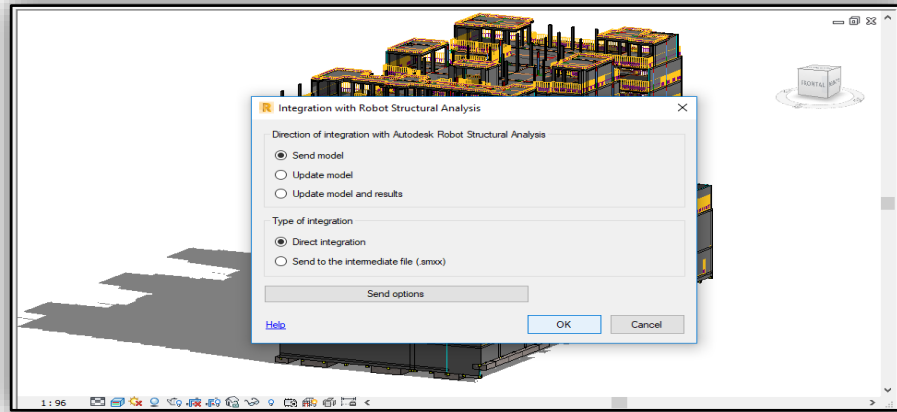 R Integration with Robot Structural Analysis
Direction of integration with Autodesk Robot Structural Analysis
Send model
Update model
Update model and results
Type of integration
Direct integration
Send to the intermediate file (.smxx)
Send options
Help
OK
Cancel
FRONTAL
1 : 96